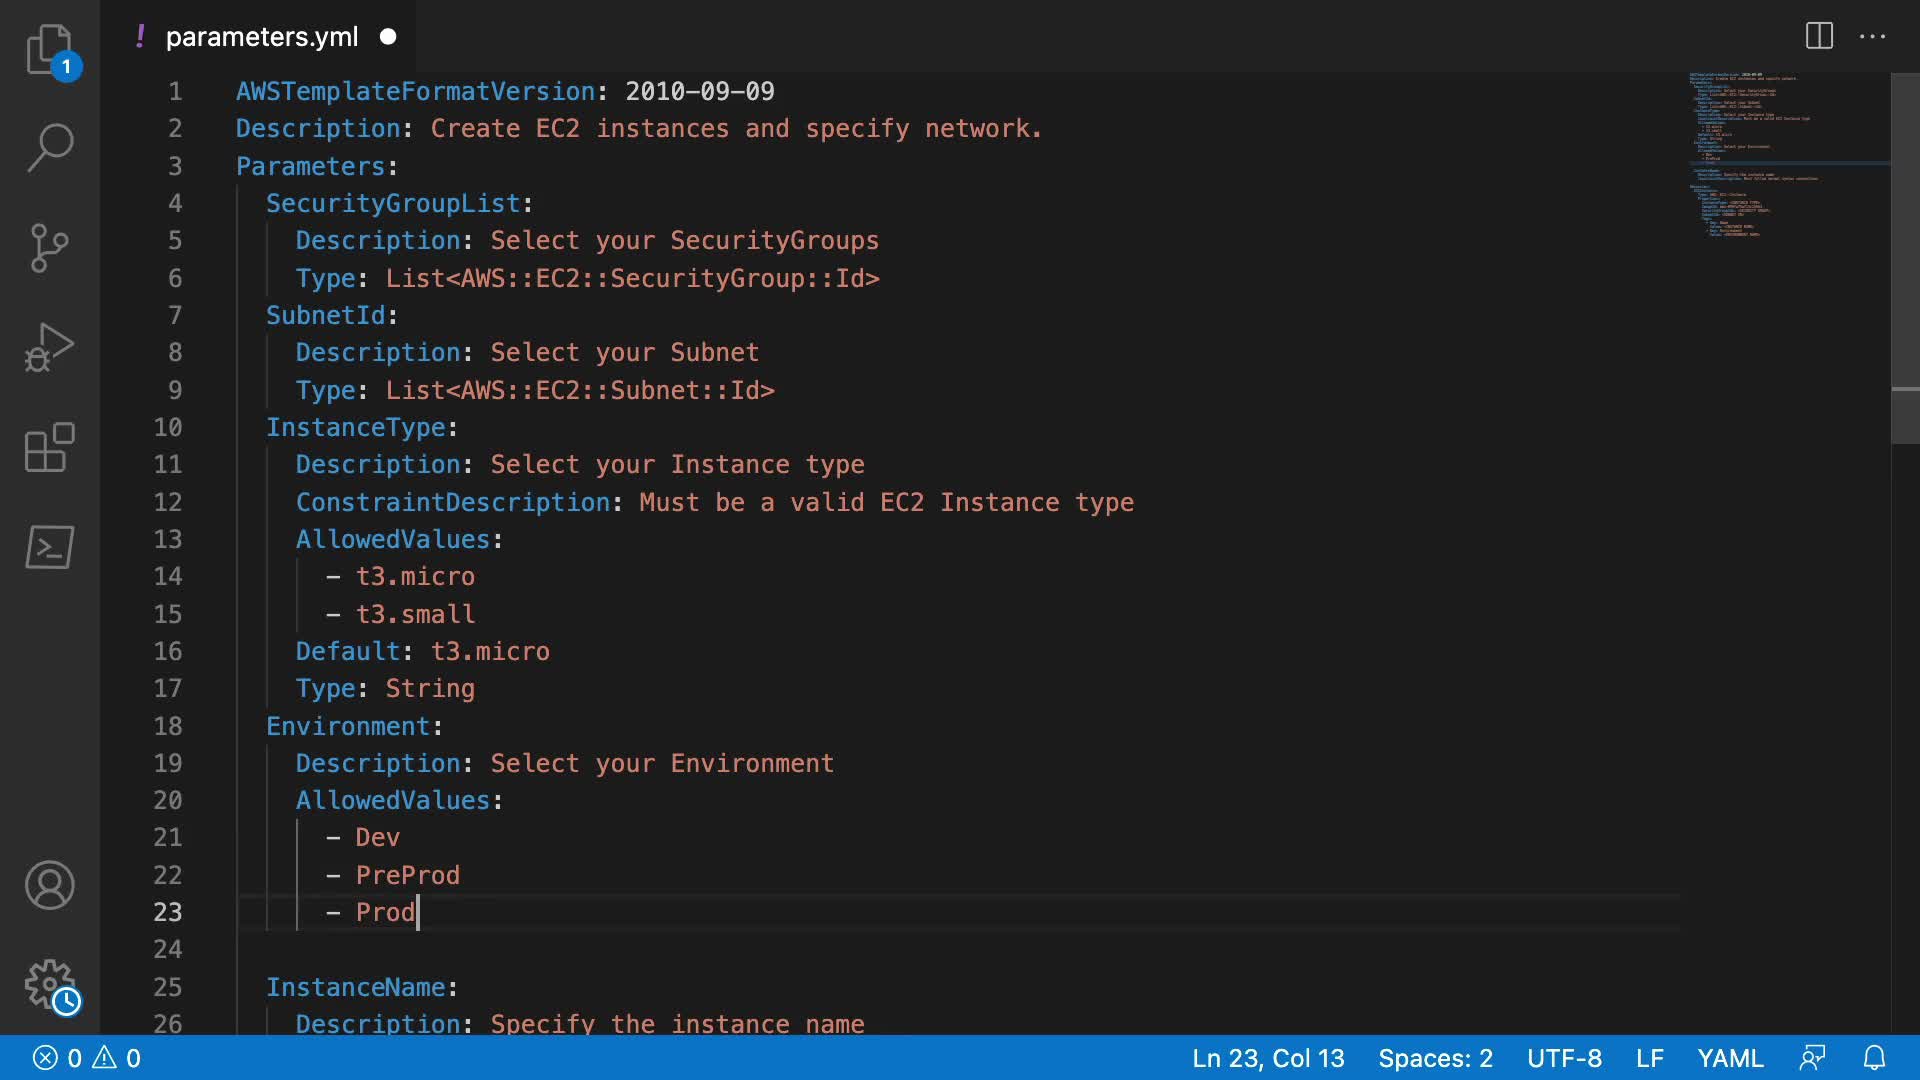 1
! parameters.yml
1 AWSTemplateFormatVersion: 2010-09-09
2 Description: Create EC2 instances and specify network.
3 Parameters:
4 SecurityGroupList:
5 Description: Select your SecurityGroups
6 Type: List<AWS::EC2::SecurityGroup::Id>
7 SubnetId:
8 Description: Select your Subnet
9 Type: List<AWS::EC2::Subnet::Id>
10 InstanceType:
11 Description: Select your Instance type
12 ConstraintDescription: Must be a valid EC2 Instance type
13 AllowedValues:
14 - t3.micro
15 - t3.small
16 Default: t3.micro
17 Type: String
18 Environment:
19 Description: Select your Environment
20 AllowedValues:
21 - Dev
22 - PreProd
23 - Prod
24
25 InstanceName:
26 Description: Specify the instance name
0 0 Ln 23, Col 13 Spaces: 2 UTF-8 LF YAML